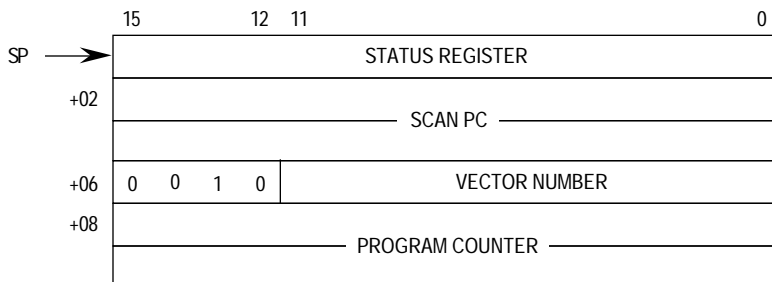 15 12 11 0
SP STATUS REGISTER
+02
SCAN PC
+06 0 0 1 0 VECTOR NUMBER
+08
PROGRAM COUNTER